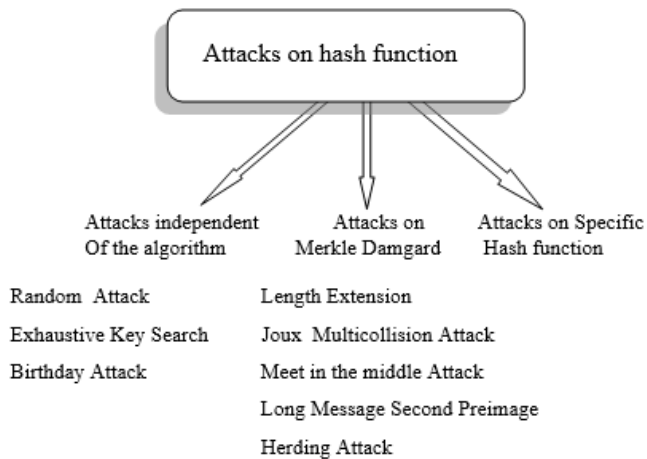 Attacks on hash function
Attacks independent
Of the algorithm
Attacks on
Merkle Damgard
Attacks on Specific
Hash function
Random Attack
Exhaustive Key Search
Birthday Attack
Length Extension
Joux Multicollision Attack
Meet in the middle Attack
Long Message Second Preimage
Herding Attack